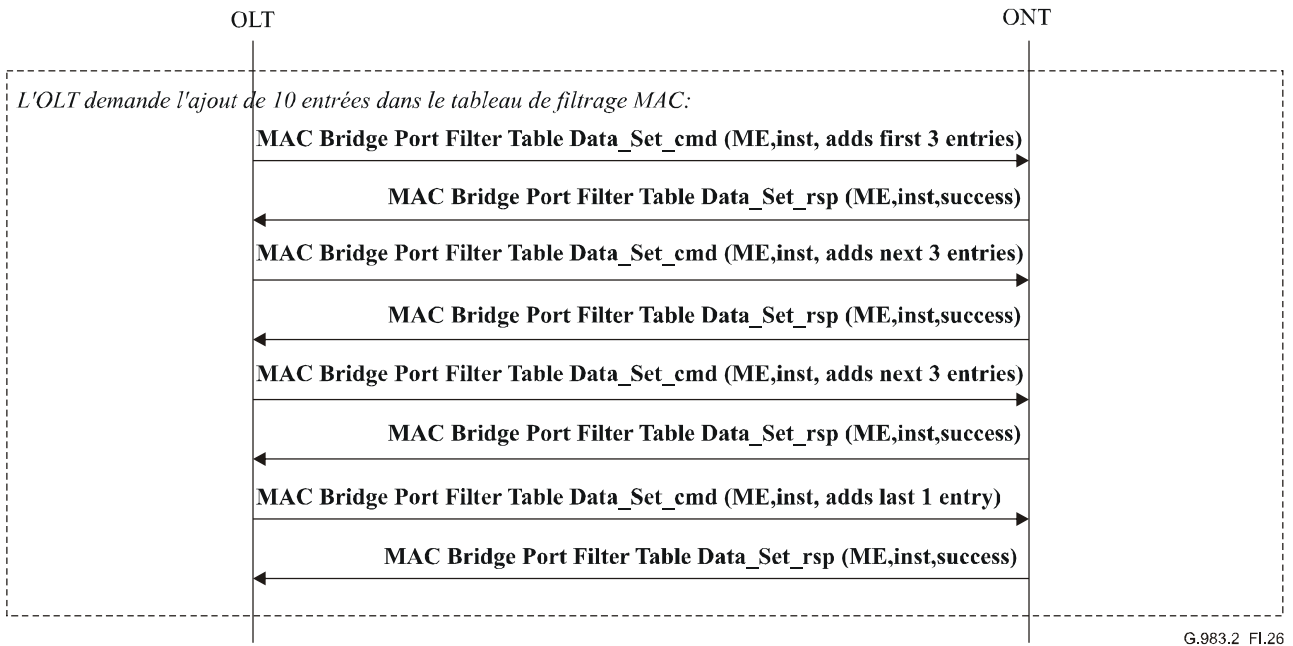 OLT
ONT
L'OLT demande l'ajout de 10 entrées dans le tableau de filtrage MAC:
MAC Bridge Port Filter Table Data_Set_cmd (ME,inst, adds first 3 entries)
MAC Bridge Port Filter Table Data_Set_rsp (ME,inst,success)
MAC Bridge Port Filter Table Data_Set_cmd (ME,inst, adds next 3 entries)
MAC Bridge Port Filter Table Data_Set_rsp (ME,inst,success)
MAC Bridge Port Filter Table Data_Set_cmd (ME,inst, adds next 3 entries)
MAC Bridge Port Filter Table Data_Set_rsp (ME,inst,success)
MAC Bridge Port Filter Table Data_Set_cmd (ME,inst, adds last 1 entry)
MAC Bridge Port Filter Table Data_Set_rsp (ME,inst,success)
G.983.2_FI.26